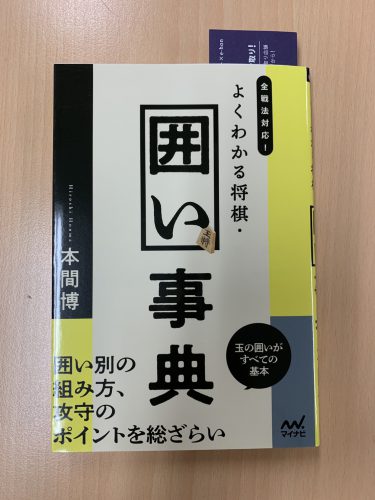 全戦法対応!
よくわかる将棋・
囲い
事典
Hiroshi Honma
本間博
玉の囲いが
すべての
基本
囲い別の
組み方、
攻守の
ポイントを総ざらい
マイナビ